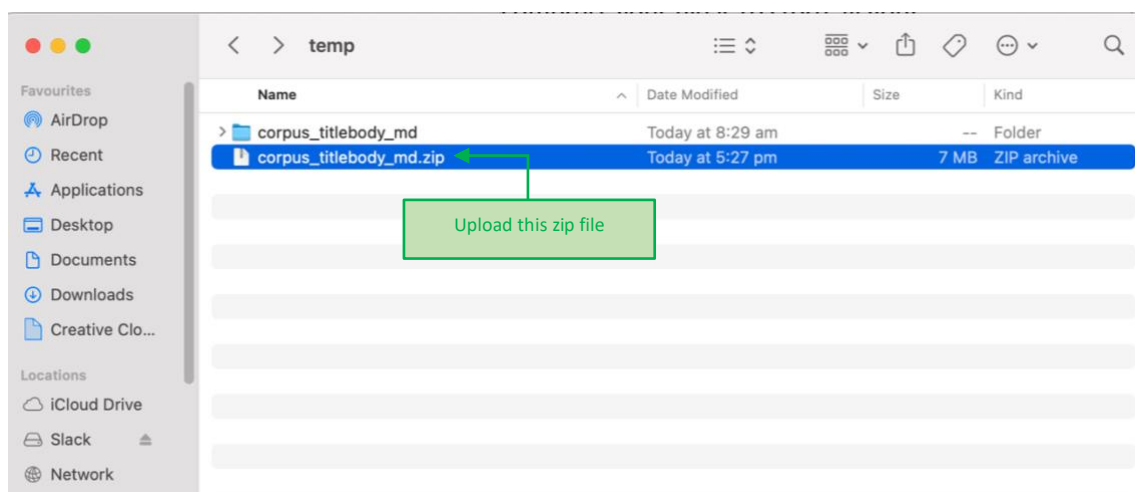 temp
Favourites
AirDrop
Recent
Applications
Desktop
Documents
Downloads
Creative Clo...
Locations
iCloud Drive
Slack
Network
Name Date Modified Size Kind
corpus_titlebody_md Today at 8:29 am -- Folder
corpus_titlebody_md.zip Today at 5:27 pm 7 MB ZIP archive
Upload this zip file